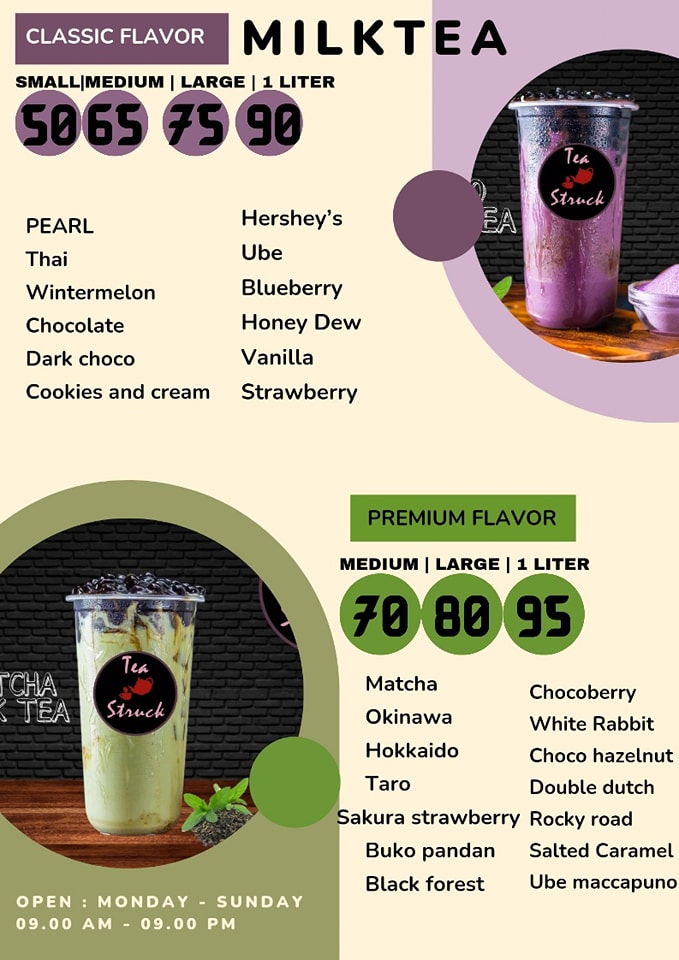 CLASSIC FLAVOR
MILKTEA
SMALL|MEDIUM | LARGE | 1 LITER
50 65 75 90
PEARL
Thai
Wintermelon
Chocolate
Dark choco
Cookies and cream
Hershey's
Ube
Blueberry
Honey Dew
Vanilla
Strawberry
Tea
Struck
PREMIUM FLAVOR
MEDIUM | LARGE | 1 LITER
70 80 95
Matcha
Okinawa
Hokkaido
Taro
Sakura strawberry
Buko pandan
Black forest
Chocoberry
White Rabbit
Choco hazelnut
Double dutch
Rocky road
Salted Caramel
Ube maccapuno
TCHA
K TEA
Tea
Struck
OPEN : MONDAY - SUNDAY
09.00 AM - 09.00 PM